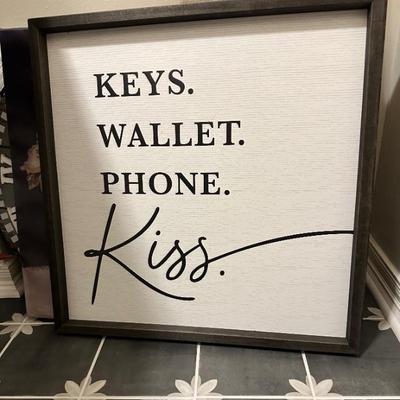 KEYS.
WALLET.
PHONE.
Kiss.